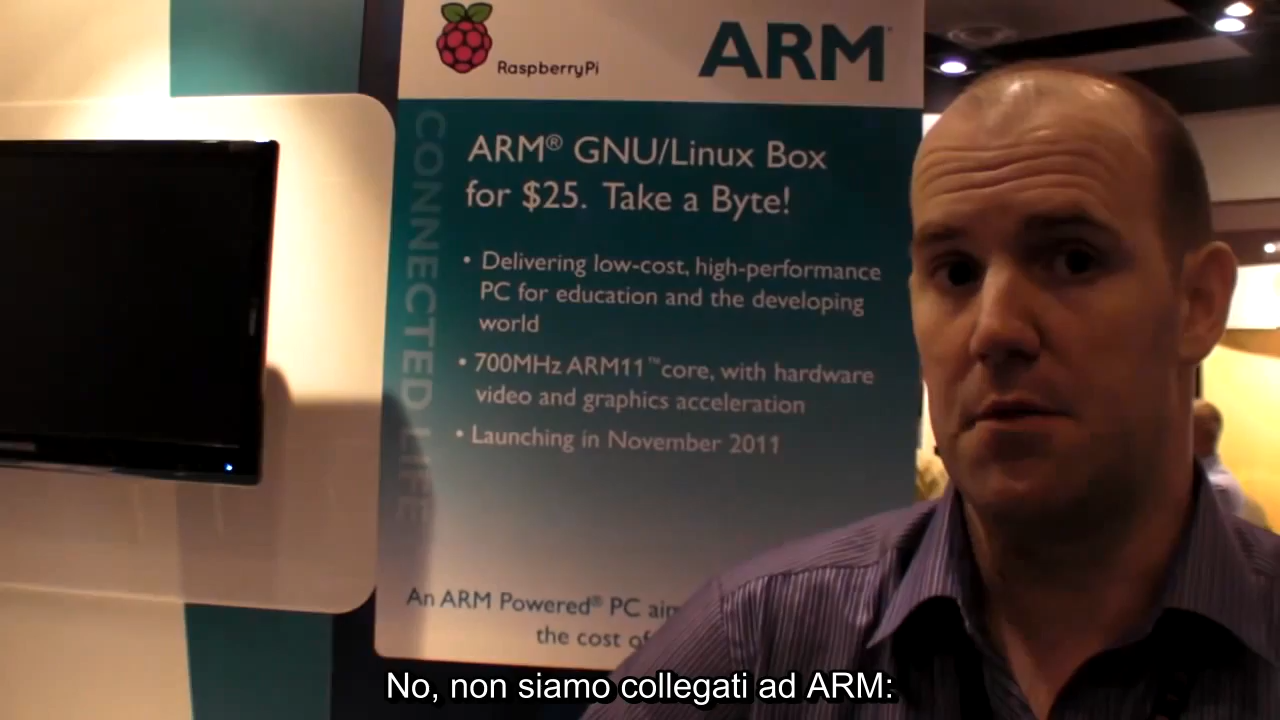 RaspberryPi
ARM
CONNECTED LIFE
ARM® GNU/Linux Box
for $25. Take a Byte!
• Delivering low-cost, high-performance
PC for education and the developing
world
• 700MHz ARM11™ core, with hardware
video and graphics acceleration
• Launching in November 2011
An ARM Powered® PC
the cost of
No, non siamo collegati ad ARM: